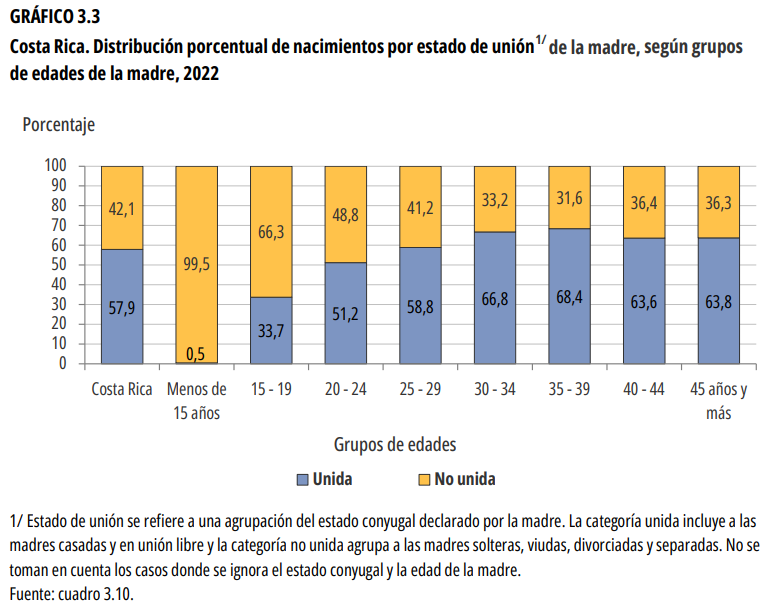 GRÁFICO 3.3
Costa Rica. Distribución porcentual de nacimientos por estado de unión1/ de la madre, según grupos
de edades de la madre, 2022
Porcentaje
100
90
80
70
60
50
40
30
20
10
0
42,1
99,5
66,3
48,8
41,2
33,2
31,6
36,4
36,3
57,9
0,5
33,7
51,2
58,8
66,8
68,4
63,6
63,8
Costa Rica
Menos de
15 años
15 - 19
20 - 24
25 - 29
30 - 34
35 - 39
40 - 44
45 años y
más
Grupos de edades
Unida
No unida
1/ Estado de unión se refiere a una agrupación del estado conyugal declarado por la madre. La categoría unida incluye a las
madres casadas y en unión libre y la categoría no unida agrupa a las madres solteras, viudas, divorciadas y separadas. No se
toman en cuenta los casos donde se ignora el estado conyugal y la edad de la madre.
Fuente: cuadro 3.10.